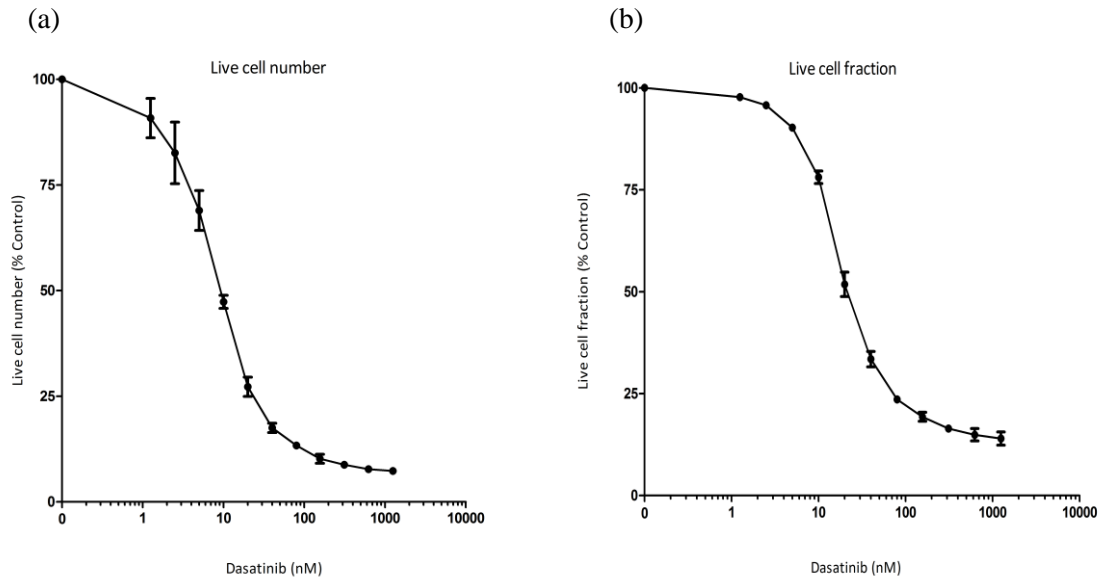 (a)
Live cell number
Live cell number (% Control)
100
75
50
25
0
0 1 10 100 1000 10000
Dasatinib (nM)
(b)
Live cell fraction
Live cell fraction (% Control)
100
75
50
25
0
0 1 10 100 1000 10000
Dasatinib (nM)